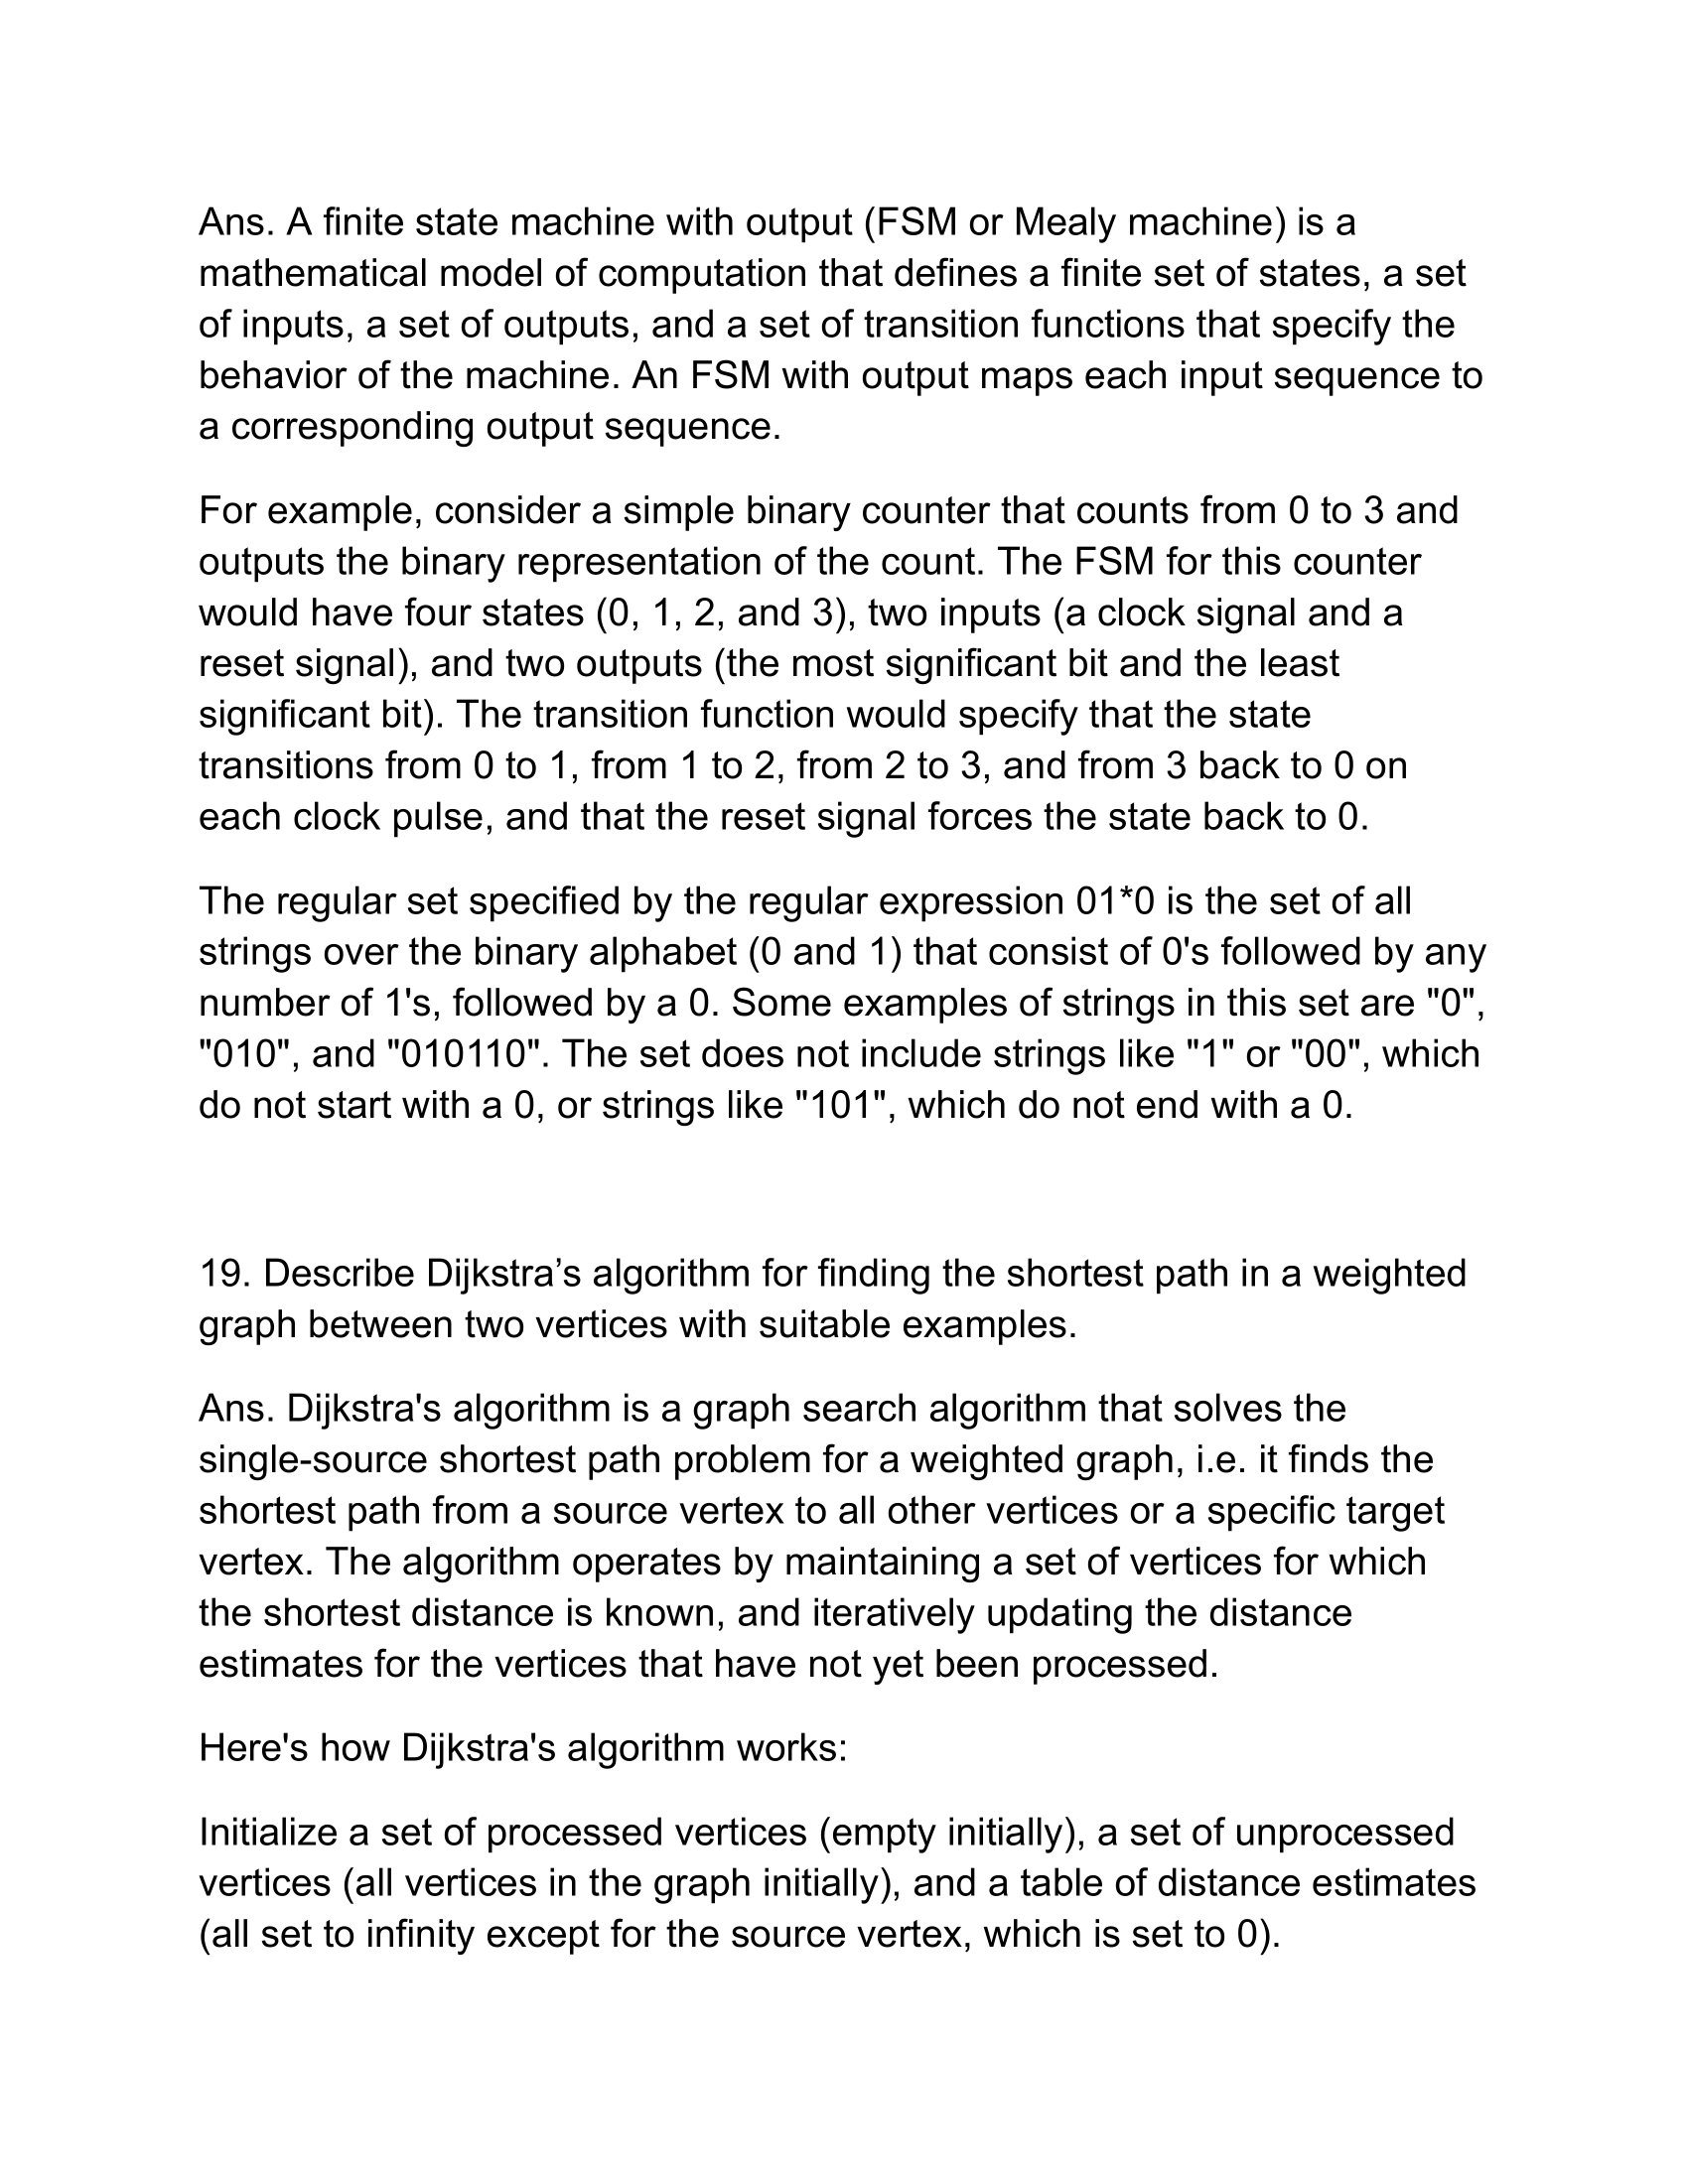 Ans. A finite state machine with output (FSM or Mealy machine) is a
mathematical model of computation that defines a finite set of states, a set
of inputs, a set of outputs, and a set of transition functions that specify the
behavior of the machine. An FSM with output maps each input sequence to
a corresponding output sequence.
For example, consider a simple binary counter that counts from 0 to 3 and
outputs the binary representation of the count. The FSM for this counter
would have four states (0, 1, 2, and 3), two inputs (a clock signal and a
reset signal), and two outputs (the most significant bit and the least
significant bit). The transition function would specify that the state
transitions from 0 to 1, from 1 to 2, from 2 to 3, and from 3 back to 0 on
each clock pulse, and that the reset signal forces the state back to 0.
The regular set specified by the regular expression 01*0 is the set of all
strings over the binary alphabet (0 and 1) that consist of 0's followed by any
number of 1's, followed by a 0. Some examples of strings in this set are "0",
"010", and "010110". The set does not include strings like "1" or "00", which
do not start with a 0, or strings like "101", which do not end with a 0.
19. Describe Dijkstra’s algorithm for finding the shortest path in a weighted
graph between two vertices with suitable examples.
Ans. Dijkstra's algorithm is a graph search algorithm that solves the
single-source shortest path problem for a weighted graph, i.e. it finds the
shortest path from a source vertex to all other vertices or a specific target
vertex. The algorithm operates by maintaining a set of vertices for which
the shortest distance is known, and iteratively updating the distance
estimates for the vertices that have not yet been processed.
Here's how Dijkstra's algorithm works:
Initialize a set of processed vertices (empty initially), a set of unprocessed
vertices (all vertices in the graph initially), and a table of distance estimates
(all set to infinity except for the source vertex, which is set to 0).